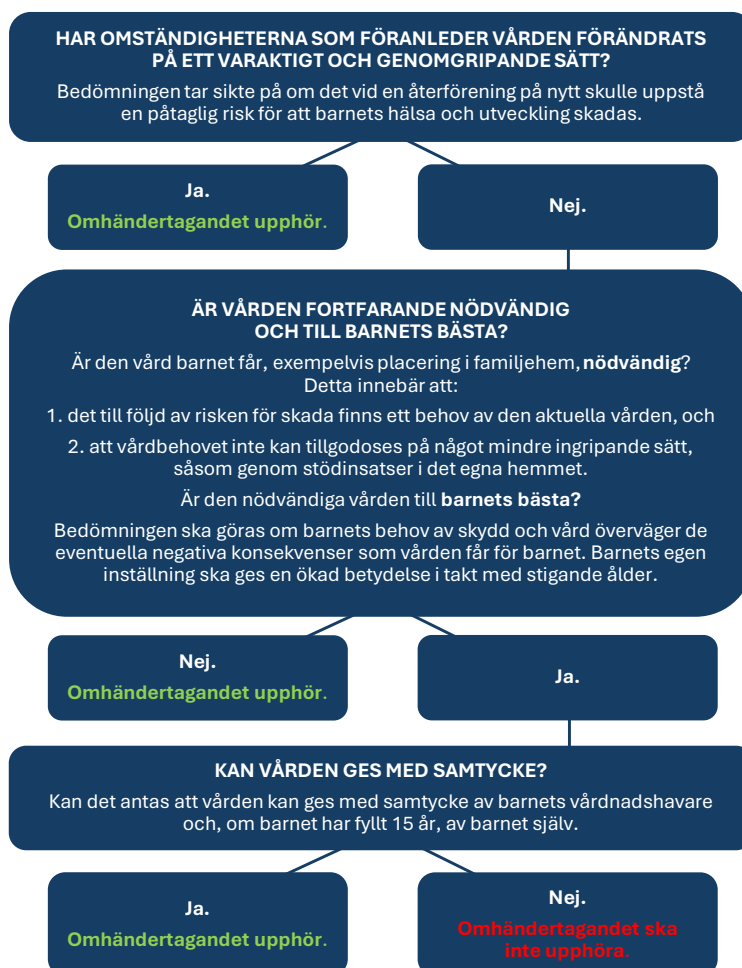 HAR OMSTÄNDIGHETERNA SOM FÖRANLEDER VÅRDEN FÖRÄNDRATS
PÅ ETT VARAKTIGT OCH GENOMGRIPANDE SÄTT?
Bedömningen tar sikte på om det vid en återförening på nytt skulle uppstå
en påtaglig risk för att barnets hälsa och utveckling skadas.
Ja.
Omhändertagandet upphör.
Nej.
ÄR VÅRDEN FORTFARANDE NÖDVÄNDIG
OCH TILL BARNETS BÄSTA?
Är den vård barnet får, exempelvis placering i familjehem, nödvändig?
Detta innebär att:
1. det till följd av risken för skada finns ett behov av den aktuella vården, och
2. att vårdbehovet inte kan tillgodoses på något mindre ingripande sätt,
såsom genom stödinsatser i det egna hemmet.
Är den nödvändiga vården till barnets bästa?
Bedömningen ska göras om barnets behov av skydd och vård överväger de
eventuella negativa konsekvenser som vården får för barnet. Barnets egen
inställning ska ges en ökad betydelse i takt med stigande ålder.
Nej.
Omhändertagandet upphör.
Ja.
KAN VÅRDEN GES MED SAMTYCKE?
Kan det antas att vården kan ges med samtycke av barnets vårdnadshavare
och, om barnet har fyllt 15 år, av barnet själv.
Ja.
Omhändertagandet upphör.
Nej.
Omhändertagandet ska
inte upphöra.